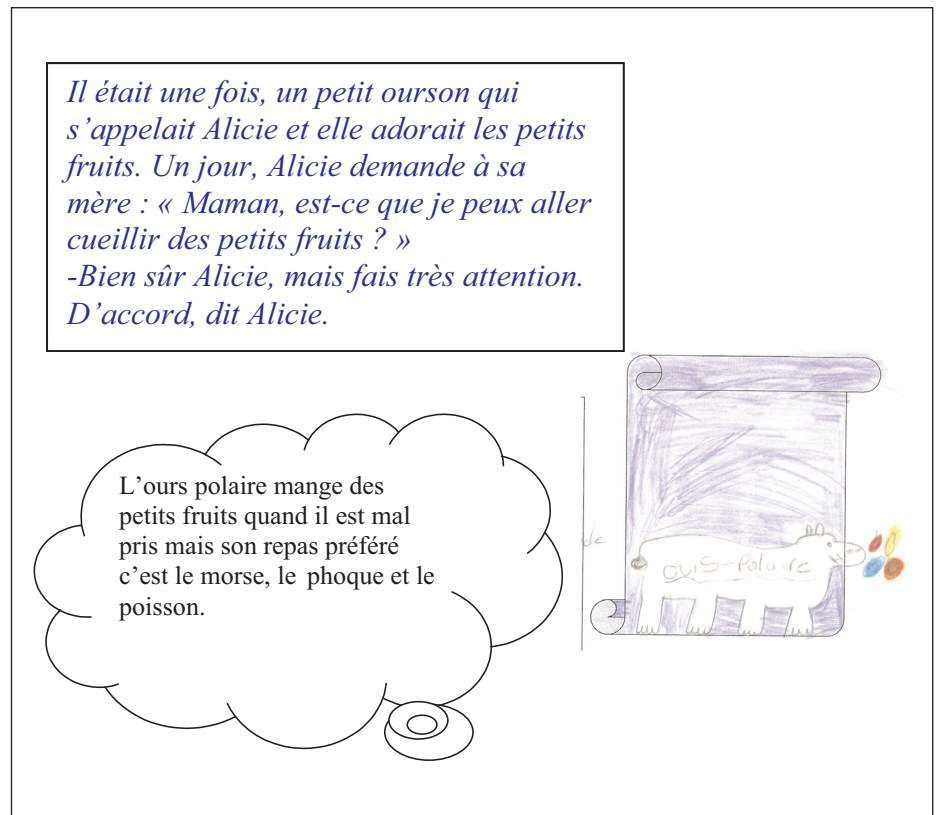 Il était une fois, un petit ourson qui
s'appelait Alicie et elle adorait les petits
fruits. Un jour, Alicie demande à sa
mère : « Maman, est-ce que je peux aller
cueillir des petits fruits ? »
-Bien sûr Alicie, mais fais très attention.
D'accord, dit Alicie.
L'ours polaire mange des
petits fruits quand il est mal
pris mais son repas préféré
c'est le morse, le phoque et le
poisson.
de
ourS-Polaire